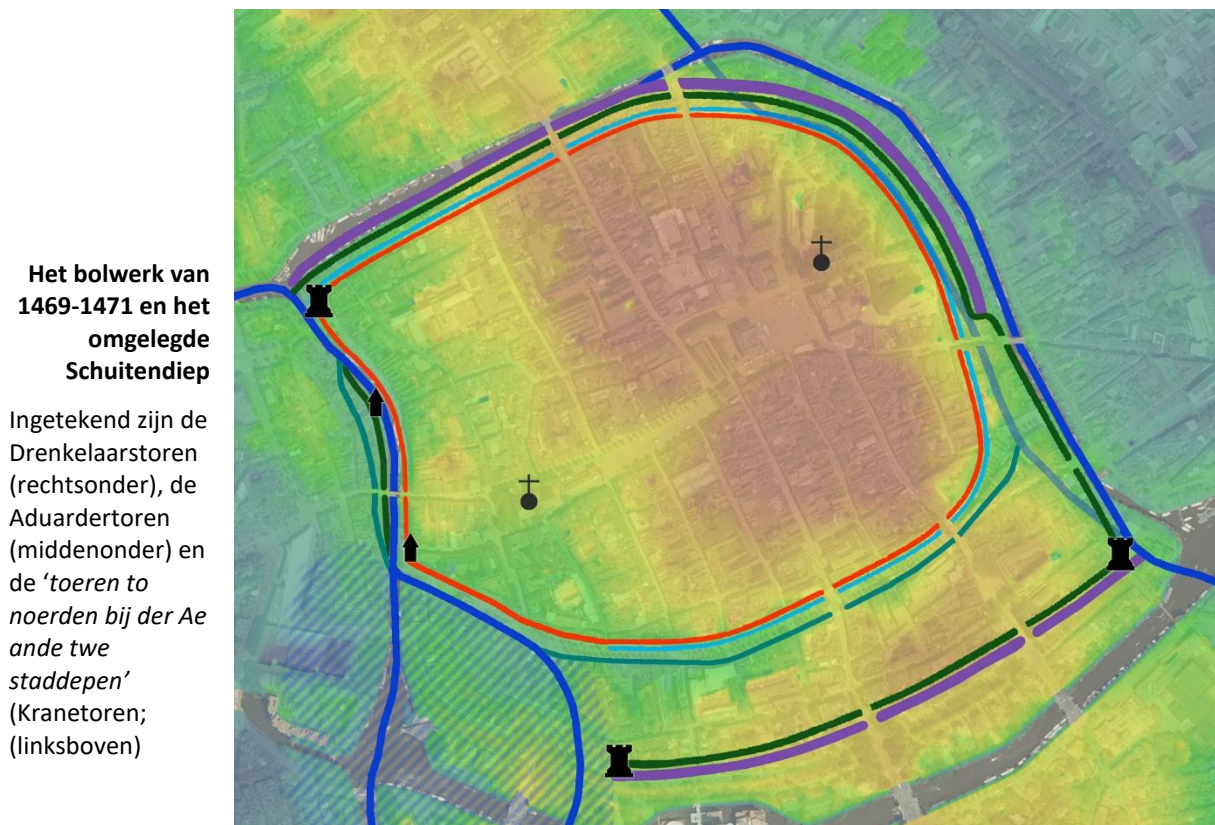 Het bolwerk van
1469-1471 en het
omgelegde
Schuitendiep
Ingetekend zijn de
Drenkelaarstoren
(rechtsonder), de
Aduardertoren
(middenonder) en
de ‘toeren to
noerden bij der Ae
ande twe
staddepen’
(Kranetoren;
(linksboven)